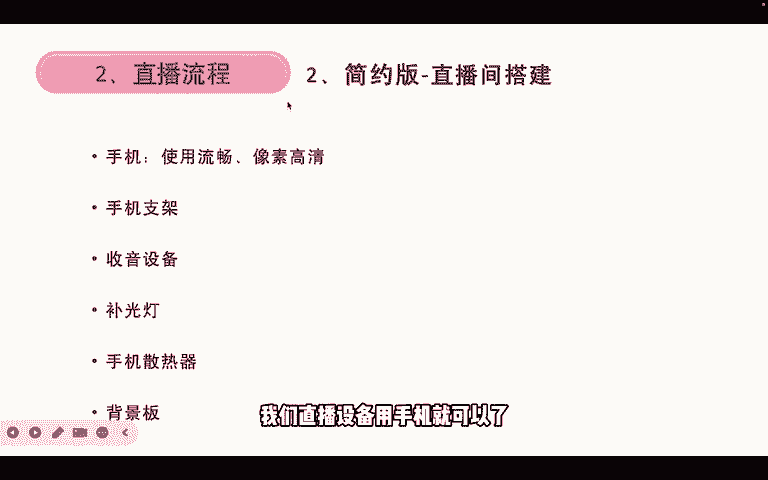 2、直播流程
2、简约版-直播间搭建
• 手机：使用流畅、像素高清
• 手机支架
• 收音设备
• 补光灯
• 手机散热器
• 背景板
我们直播设备用手机就可以了